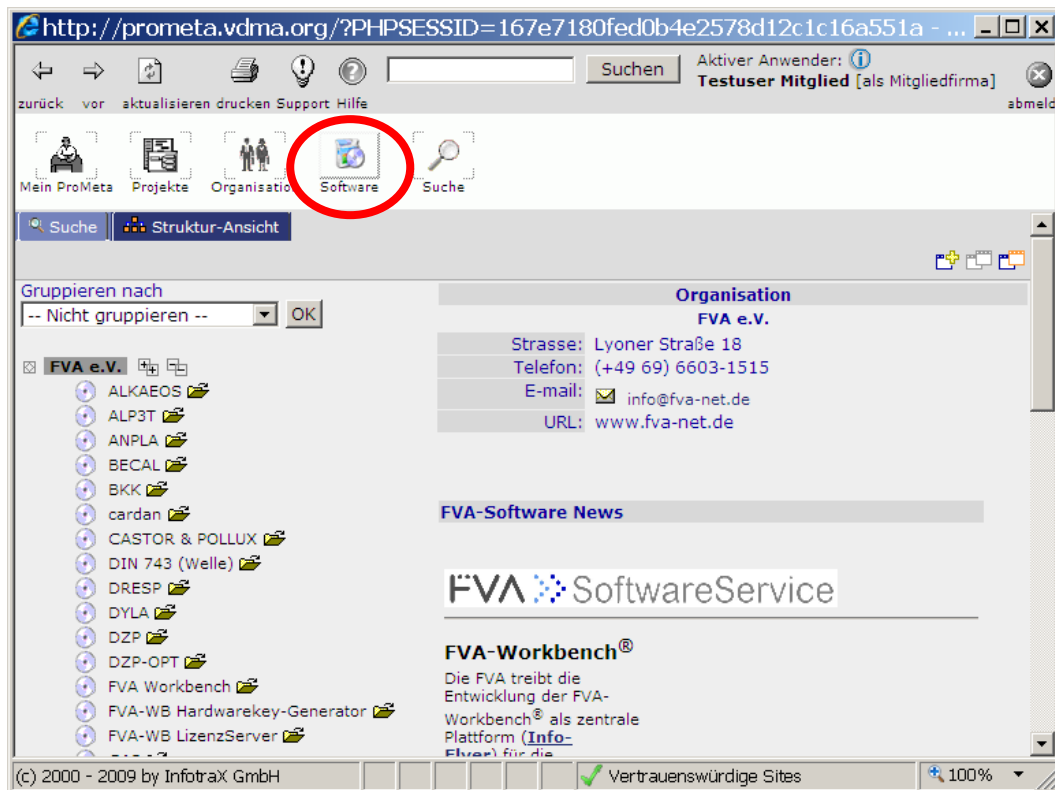 http://prometa.vdma.org/?PHPSESSID=167e7180fed0b4e2578d12c1c16a551a - ...
Suchen
Aktiver Anwender:
Testuser Mitglied [als Mitgliedfirma]
zurück vor aktualisieren drucken Support Hilfe
abmeld
Mein ProMeta Projekte Organisatio Software Suche
Suche Struktur-Ansicht
Gruppieren nach
-- Nicht gruppieren -- OK
FVA e.V.
ALKAEOS
ALP3T
ANPLA
BECAL
BKK
cardan
CASTOR & POLLUX
DIN 743 (Welle)
DRESP
DYLA
DZP
DZP-OPT
FVA Workbench
FVA-WB Hardwarekey-Generator
FVA-WB LizenzServer
Organisation
FVA e.V.
Strasse: Lyoner Straße 18
Telefon: (+49 69) 6603-1515
E-mail: info@fva-net.de
URL: www.fva-net.de
FVA-Software News
FVA SoftwareService
FVA-Workbench®
Die FVA treibt die
Entwicklung der FVA-
Workbench® als zentrale
Plattform (Info-
Flyer) für die
(c) 2000 - 2009 by InfotraX GmbH
Vertrauenswürdige Sites
100%